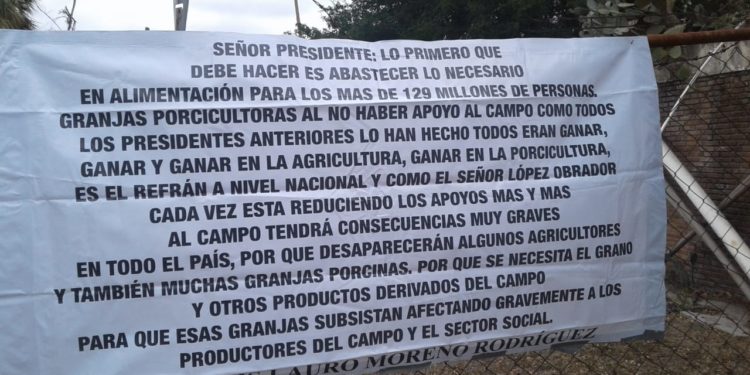 SEÑOR PRESIDENTE: LO PRIMERO QUE
DEBE HACER ES ABASTECER LO NECESARIO
EN ALIMENTACIÓN PARA LOS MAS DE 129 MILLONES DE PERSONAS.
GRANJAS PORCICULTORAS AL NO HABER APOYO AL CAMPO COMO TODOS
LOS PRESIDENTES ANTERIORES LO HAN HECHO TODOS ERAN GANAR,
GANAR Y GANAR EN LA AGRICULTURA, GANAR EN LA PORCICULTURA,
ES EL REFRÁN A NIVEL NACIONAL Y COMO EL SEÑOR LÓPEZ OBRADOR
CADA VEZ ESTA REDUCIENDO LOS APOYOS MAS Y MAS
AL CAMPO TENDRÁ CONSECUENCIAS MUY GRAVES
EN TODO EL PAÍS, POR QUE DESAPARECERÁN ALGUNOS AGRICULTORES
Y TAMBIÉN MUCHAS GRANJAS PORCINAS. POR QUE SE NECESITA EL GRANO
Y OTROS PRODUCTOS DERIVADOS DEL CAMPO
PARA QUE ESAS GRANJAS SUBSISTAN AFECTANDO GRAVEMENTE A LOS
PRODUCTORES DEL CAMPO Y EL SECTOR SOCIAL.
LAURO MORENO RODRÍGUEZ